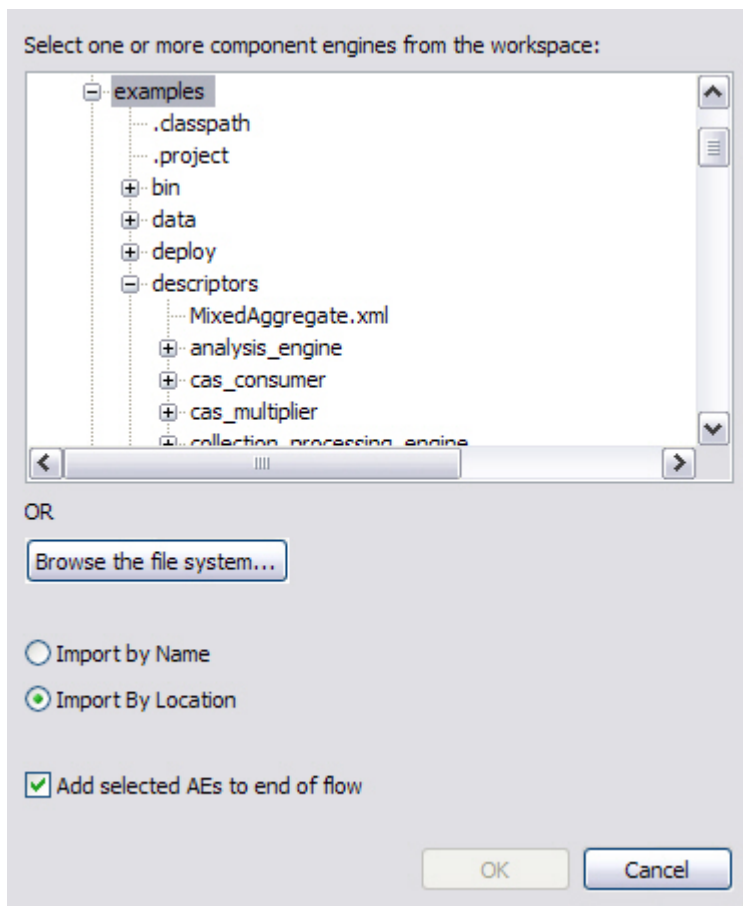 Select one or more component engines from the workspace:
examples
.classpath
.project
bin
data
deploy
descriptors
MixedAggregate.xml
analysis_engine
cas_consumer
cas_multiplier
collection_processing_engine
OR
Browse the file system...
Import by Name
Import By Location
Add selected AEs to end of flow
OK
Cancel